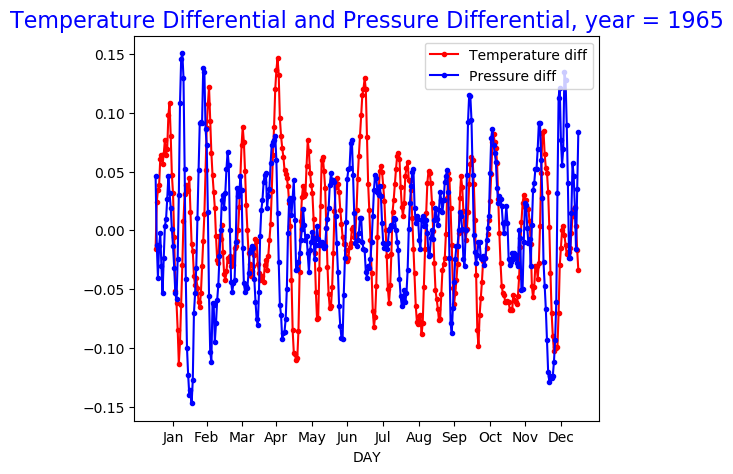 Temperature Differential and Pressure Differential, year = 1965
Temperature diff
Pressure diff
0.15
0.10
0.05
0.00
−0.05
−0.10
−0.15
Jan Feb Mar Apr May Jun Jul Aug Sep Oct Nov Dec
DAY